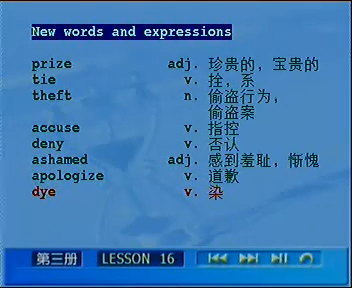 New words and expressions
prize adj. 珍贵的，宝贵的
tie v. 拴，系
theft n. 偷盗行为，
偷盗案
accuse v. 指控
deny v. 否认
ashamed adj. 感到羞耻，惭愧
apologize v. 道歉
dye v. 染
第三册 LESSON 16